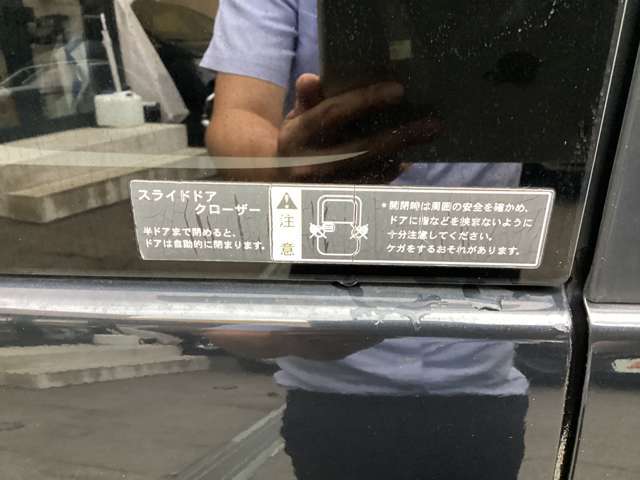 スライドドア
クローザー
半ドアまで閉めると、
ドアは自動的に閉まります。
注意
*開閉時は周囲の安全を確かめ、
ドアに指などを挟まないように
十分注意してください。
ケガをするおそれがあります。